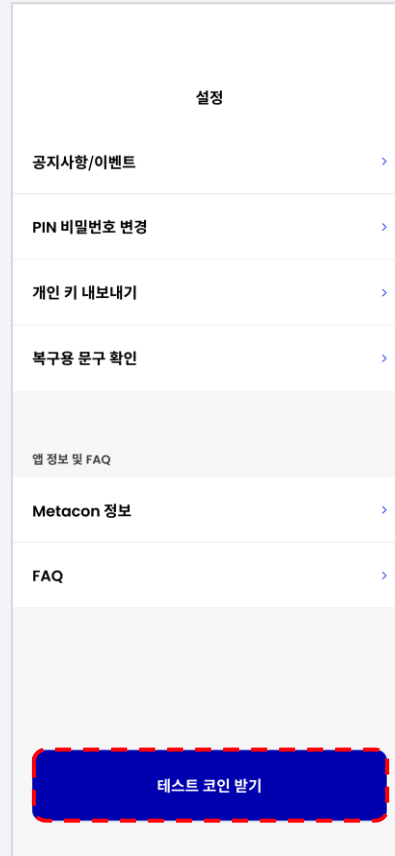 설정
공지사항/이벤트
PIN 비밀번호 변경
개인 키 내보내기
복구용 문구 확인
앱 정보 및 FAQ
Metacon 정보
FAQ
테스트 코인 받기